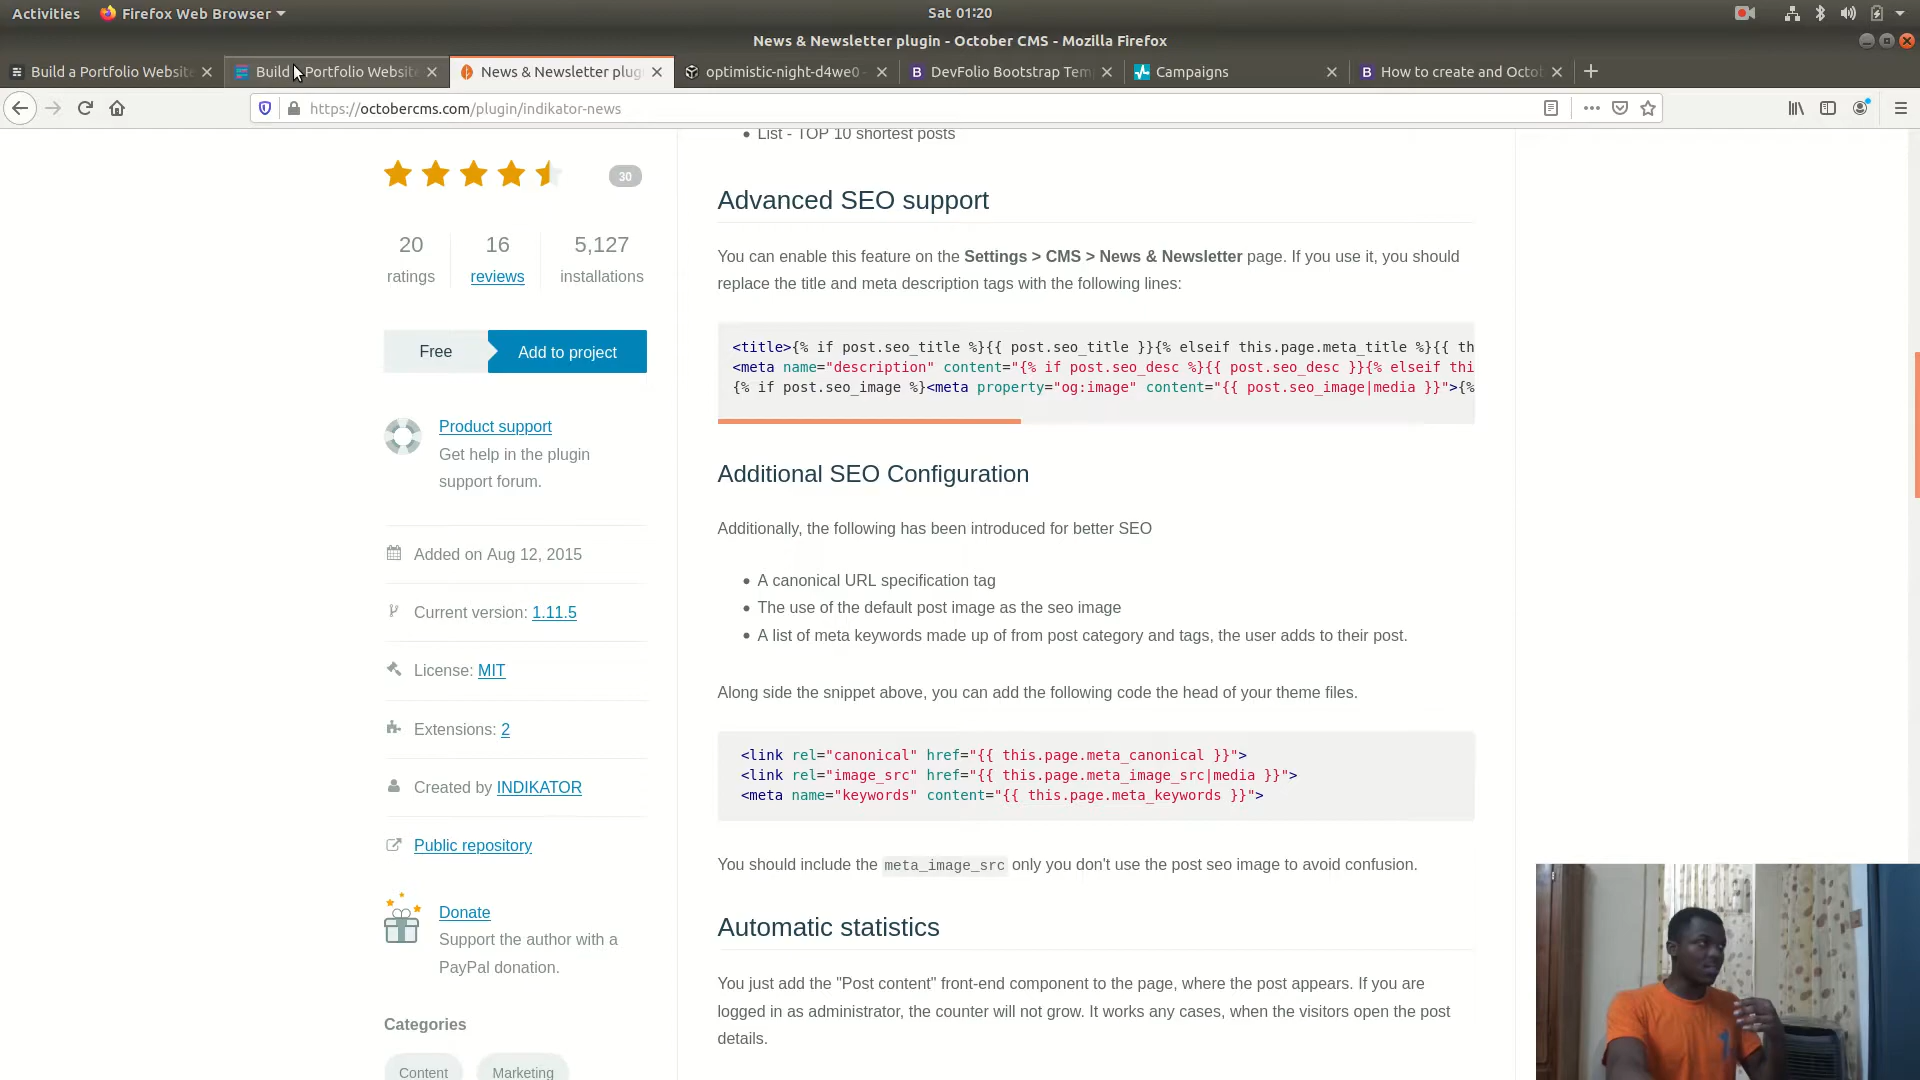 Activities Firefox Web Browser Sat 01:20
News & Newsletter plugin - October CMS - Mozilla Firefox
Build a Portfolio Website Build Portfolio Website News & Newsletter plug optimistic-night-d4we0 - DevFolio Bootstrap Tem Campaigns How to create and Octo
https://octobercms.com/plugin/indikator-news
30
20 16 5,127
ratings reviews installations
Free Add to project
Product support
Get help in the plugin
support forum.
Added on Aug 12, 2015
Current version: 1.11.5
License: MIT
Extensions: 2
Created by INDIKATOR
Public repository
Donate
Support the author with a
PayPal donation.
Categories
Content Marketing
• List - TOP 10 shortest posts
Advanced SEO support
You can enable this feature on the Settings > CMS > News & Newsletter page. If you use it, you should
replace the title and meta description tags with the following lines:
<title>{% if post.seo_title %}{{ post.seo_title }}{% elseif this.page.meta_title %}{{ th
<meta name="description" content="{% if post.seo_desc %}{{ post.seo_desc }}{% elseif thi
{% if post.seo_image %}<meta property="og:image" content="{{ post.seo_image|media }}">{%
Additional SEO Configuration
Additionally, the following has been introduced for better SEO
• A canonical URL specification tag
• The use of the default post image as the seo image
• A list of meta keywords made up of from post category and tags, the user adds to their post.
Along side the snippet above, you can add the following code the head of your theme files.
<link rel="canonical" href="{{ this.page.meta_canonical }}">
<link rel="image_src" href="{{ this.page.meta_image_src|media }}">
<meta name="keywords" content="{{ this.page.meta_keywords }}">
You should include the meta_image_src only you don't use the post seo image to avoid confusion.
Automatic statistics
You just add the "Post content" front-end component to the page, where the post appears. If you are
logged in as administrator, the counter will not grow. It works any cases, when the visitors open the post
details.